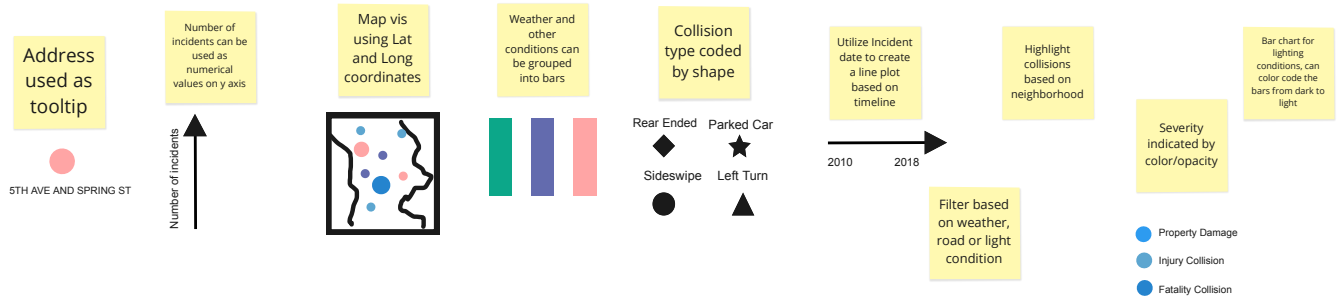 Address
used as
tooltip
5TH AVE AND SPRING ST
Number of
incidents can be
used as
numerical
values on y axis
Number of incidents
Map vis
using Lat
and Long
coordinates
Weather and
other
conditions can
be grouped
into bars
Collision
type coded
by shape
Rear Ended
Parked Car
Sideswipe
Left Turn
Utilize Incident
date to create
a line plot
based on
timeline
2010
2018
Filter based
on weather,
road or light
condition
Highlight
collisions
based on
neighborhood
Severity
indicated by
color/opacity
Property Damage
Injury Collision
Fatality Collision
Bar chart for
lighting
conditions, can
color code the
bars from dark to
light